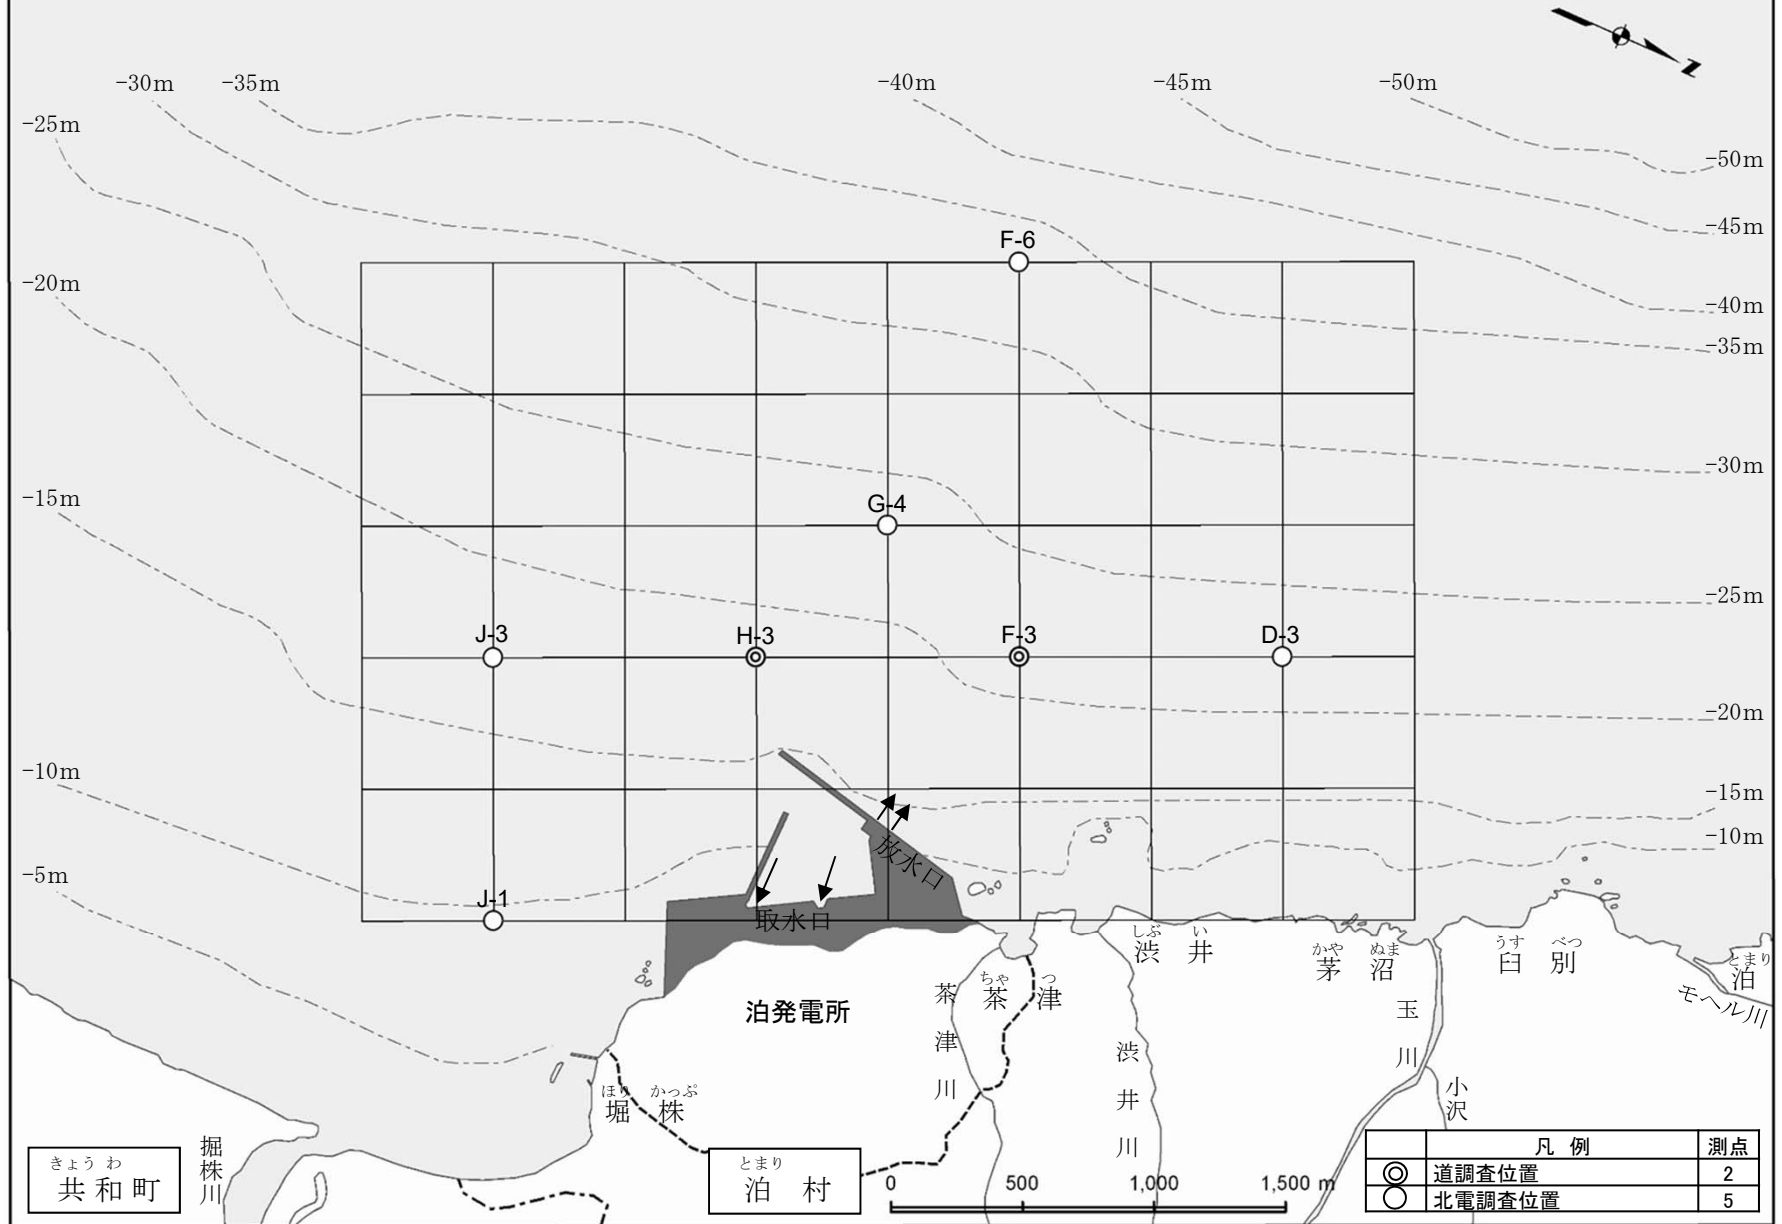 N
-30m
-35m
-40m
-45m
-50m
-25m
-50m
-45m
F-6
-20m
-40m
-35m
-30m
-15m
G-4
-25m
J-3
H-3
F-3
D-3
-20m
-10m
-15m
-10m
放水口
-5m
J-1
取水口
しぶ い
渋 井
かや ぬま
茅 沼
うす べつ
臼 別
とまり
泊
モヘル川
ちゃ つ
茶 津
茶津川
泊発電所
玉川
渋井川
小沢
ほり かっぷ
堀 株
掘株川
きょう わ
共和町
とまり
泊 村
0 500 1,000 1,500 m
凡 例 測点
◎ 道調査位置 2
○ 北電調査位置 5